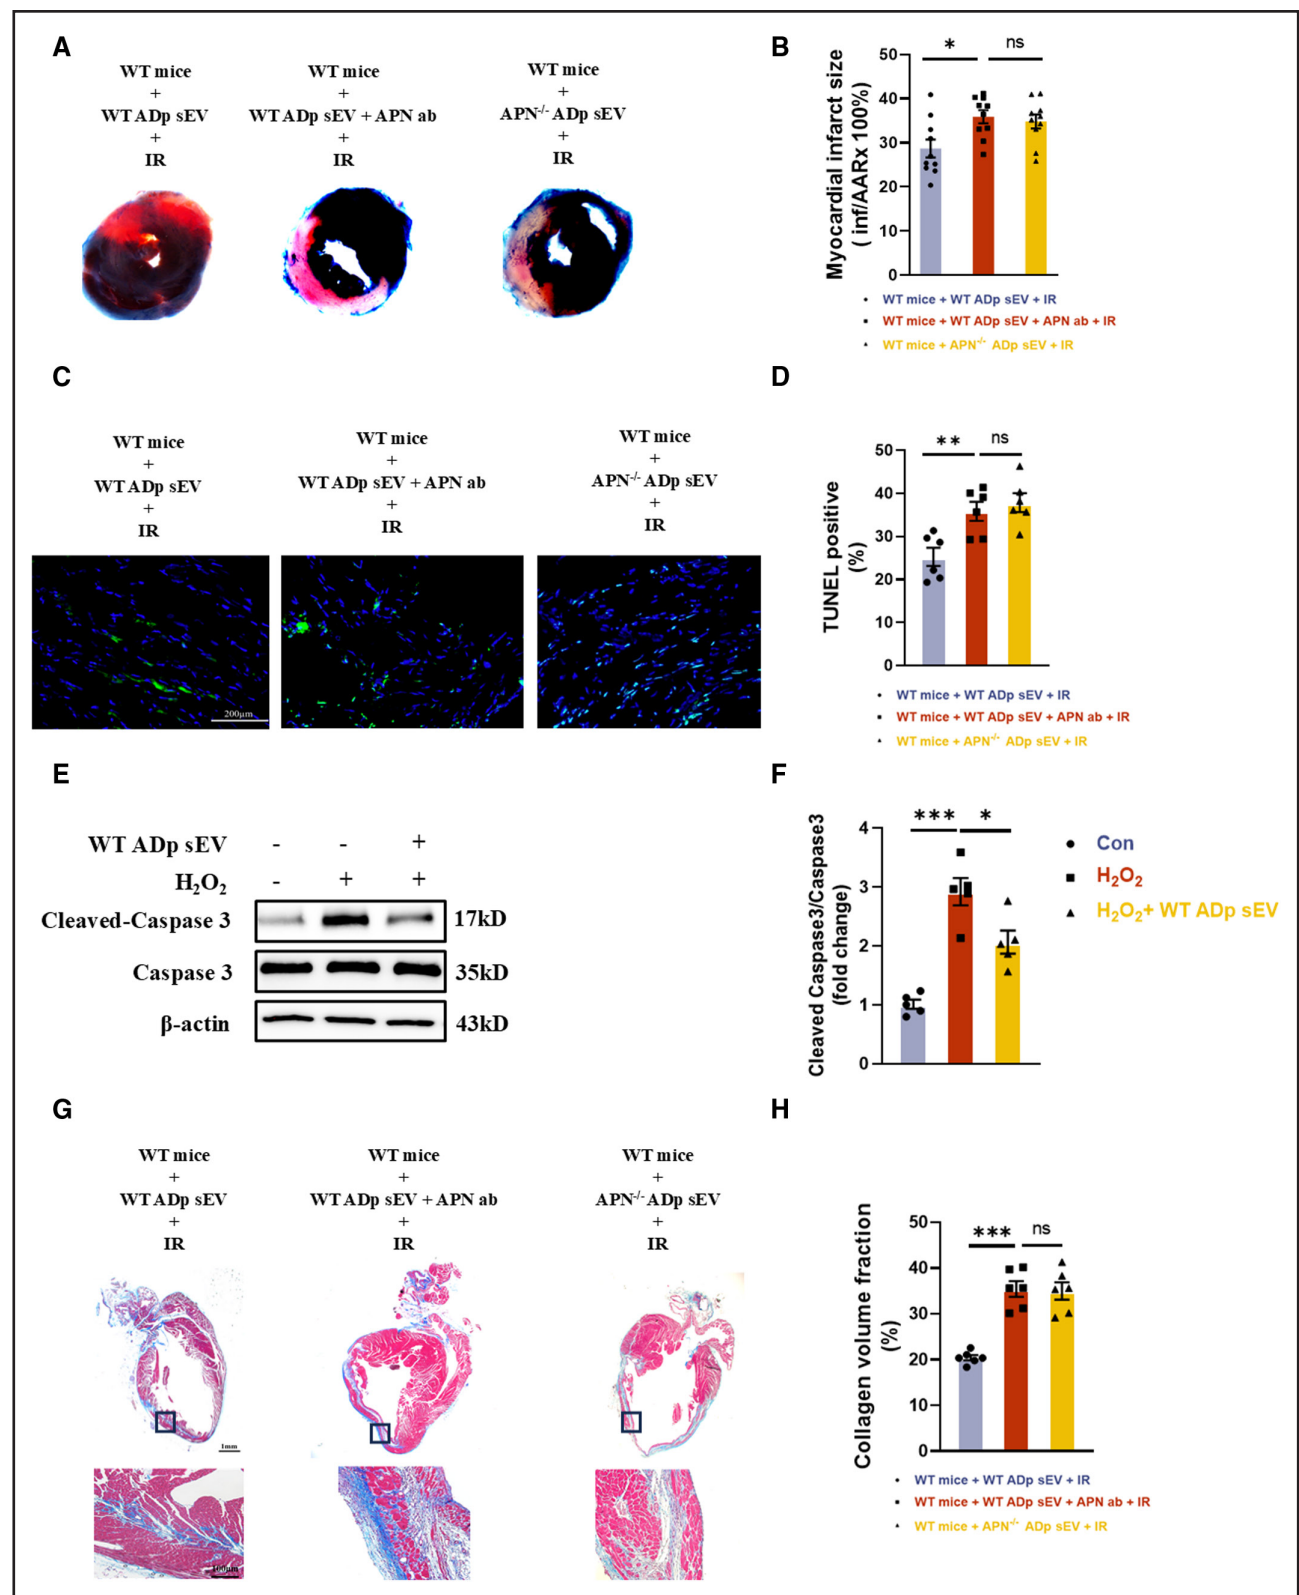 A
WT mice
+
WT ADp sEV
+
IR
WT mice
+
WT ADp sEV + APN ab
+
IR
WT mice
+
APN-/- ADp sEV
+
IR
B
Myocardial infarct size
( inf/AARx 100%)
50
40
30
20
10
0
*
ns
WT mice + WT ADp sEV + IR
WT mice + WT ADp sEV + APN ab + IR
WT mice + APN-/- ADp sEV + IR
C
WT mice
+
WT ADp sEV
+
IR
WT mice
+
WT ADp sEV + APN ab
+
IR
WT mice
+
APN-/- ADp sEV
+
IR
200μm
D
TUNEL positive
(%)
50
40
30
20
10
0
**
ns
WT mice + WT ADp sEV + IR
WT mice + WT ADp sEV + APN ab + IR
WT mice + APN-/- ADp sEV + IR
E
WT ADp sEV - - +
H2O2 - + +
Cleaved-Caspase 3 17kD
Caspase 3 35kD
β-actin 43kD
F
Cleaved Caspase3/Caspase3
(fold change)
4
3
2
1
0
***
*
Con
H2O2
H2O2+ WT ADp sEV
G
WT mice
+
WT ADp sEV
+
IR
WT mice
+
WT ADp sEV + APN ab
+
IR
WT mice
+
APN-/- ADp sEV
+
IR
1mm
100μm
H
Collagen volume fraction
(%)
50
40
30
20
10
0
***
ns
WT mice + WT ADp sEV + IR
WT mice + WT ADp sEV + APN ab + IR
WT mice + APN-/- ADp sEV + IR